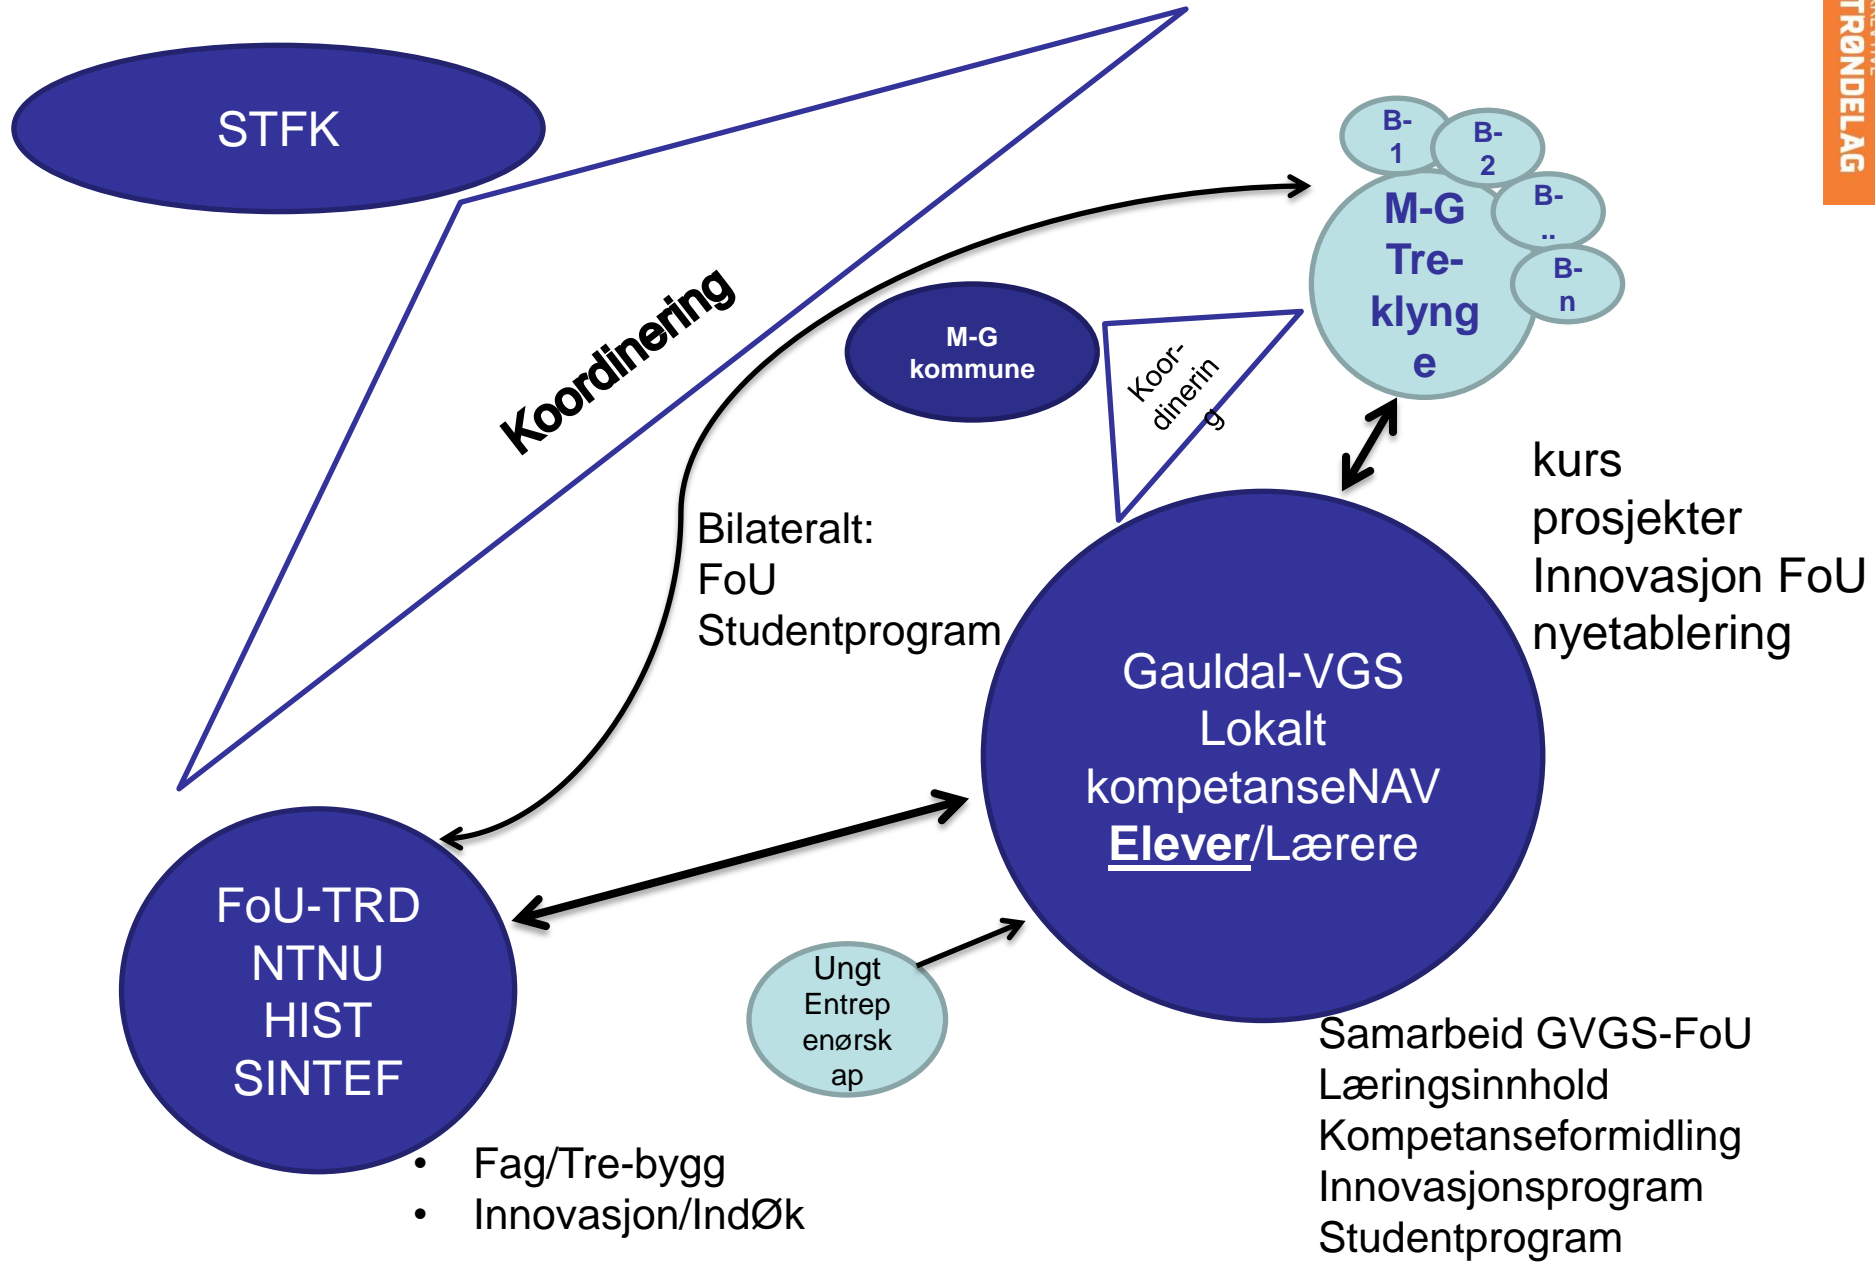 TRØNDELAG
STFK
B-
1
B-
2
B-
..
B-
n
M-G
Tre-
klyng
e
Koordinering
M-G
kommune
Koor-
dinerin
g
kurs
prosjekter
Innovasjon FoU
nyetablering
Bilateralt:
FoU
Studentprogram
Gauldal-VGS
Lokalt
kompetanseNAV
Elever/Lærere
FoU-TRD
NTNU
HIST
SINTEF
Ungt
Entrep
enørsk
ap
Samarbeid GVGS-FoU
Læringsinnhold
Kompetanseformidling
Innovasjonsprogram
Studentprogram
• Fag/Tre-bygg
• Innovasjon/IndØk